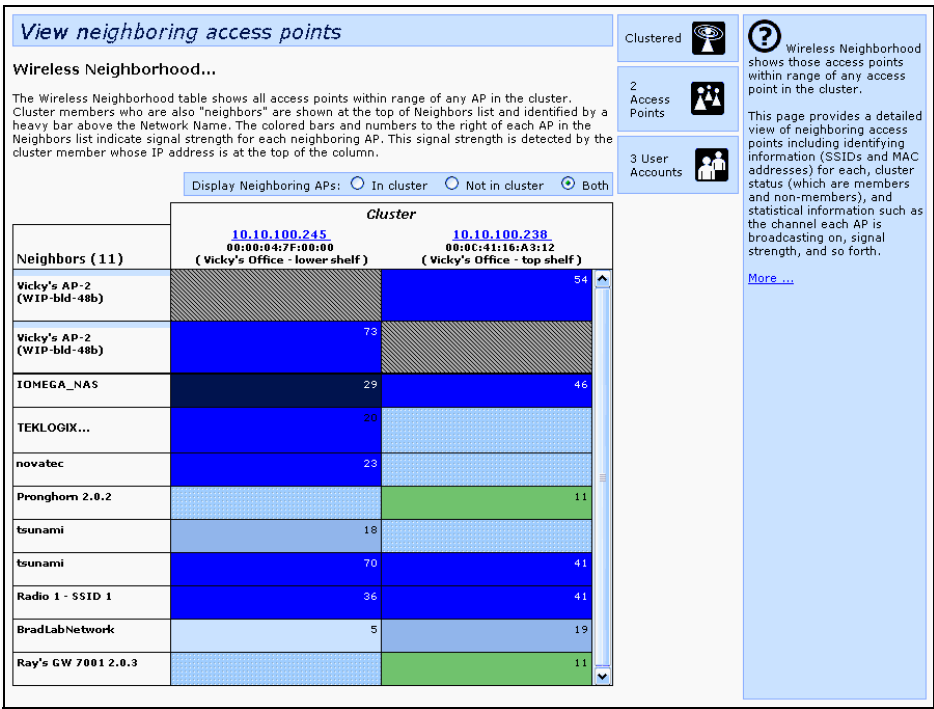 View neighboring access points
Wireless Neighborhood...
The Wireless Neighborhood table shows all access points within range of any AP in the cluster.
Cluster members who are also "neighbors" are shown at the top of Neighbors list and identified by a
heavy bar above the Network Name. The colored bars and numbers to the right of each AP in the
Neighbors list indicate signal strength for each neighboring AP. This signal strength is detected by the
cluster member whose IP address is at the top of the column.
Display Neighboring APs: In cluster Not in cluster Both
Cluster
Neighbors (11)
10.10.100.245
00:00:04:7F:00:00
( Vicky's Office - lower shelf )
10.10.100.238
00:0C:41:16:A3:12
( Vicky's Office - top shelf )
Vicky's AP-2
(WIP-bld-48b)
54
Vicky's AP-2
(WIP-bld-48b)
73
IOMEGA_NAS 29 46
TEKLOGIX... 20
novatec 23
Pronghorn 2.0.2 11
tsunami 18
tsunami 70 41
Radio 1 - SSID 1 36 41
BradLabNetwork 5 19
Ray's GW 7001 2.0.3 11
Clustered
2
Access
Points
3 User
Accounts
? Wireless Neighborhood
shows those access points
within range of any access
point in the cluster.
This page provides a detailed
view of neighboring access
points including identifying
information (SSIDs and MAC
addresses) for each, cluster
status (which are members
and non-members), and
statistical information such as
the channel each AP is
broadcasting on, signal
strength, and so forth.
More ...